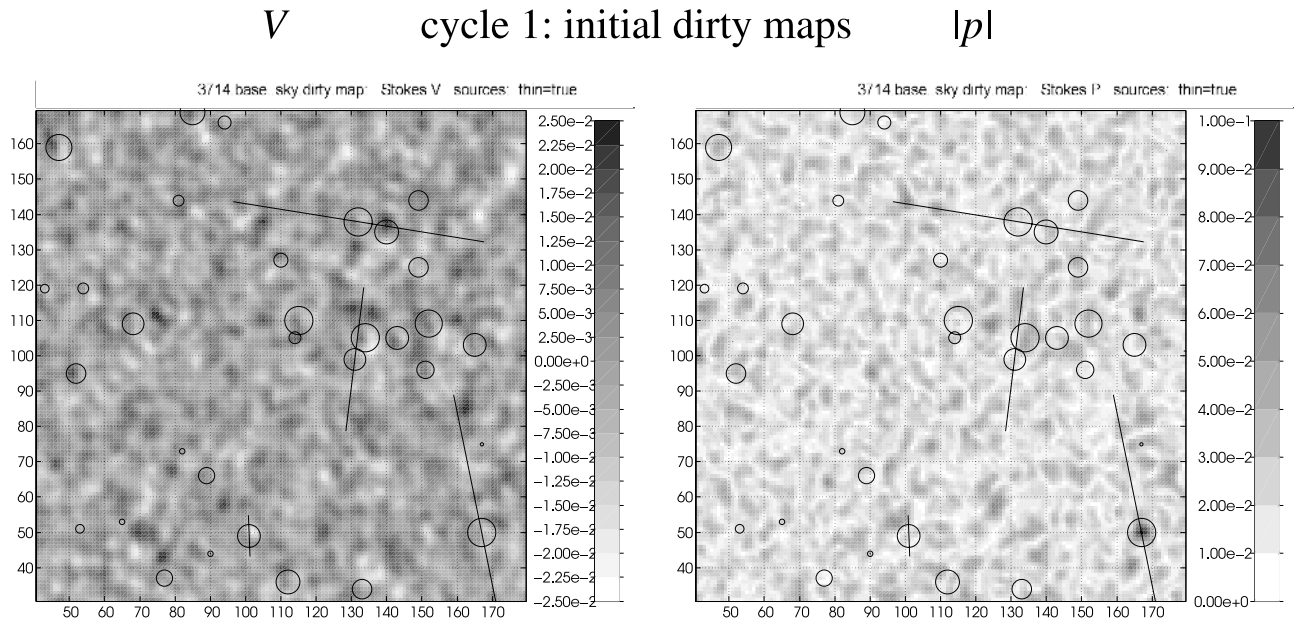 V cycle 1: initial dirty maps |p|
3714 base sky dirty map: Stokes V sources: thin=true
160
150
140
130
120
110
100
90
80
70
60
50
40
50 60 70 80 90 100 110 120 130 140 150 160 170
2.50e-2
2.25e-2
2.00e-2
1.75e-2
1.50e-2
1.25e-2
1.00e-2
7.50e-3
5.00e-3
2.50e-3
0.00e+0
-2.50e-3
-5.00e-3
-7.50e-3
-1.00e-2
-1.25e-2
-1.50e-2
-1.75e-2
-2.00e-2
-2.25e-2
-2.50e-2
3714 base sky dirty map: Stokes P sources: thin=true
160
150
140
130
120
110
100
90
80
70
60
50
40
50 60 70 80 90 100 110 120 130 140 150 160 170
1.00e-1
9.00e-2
8.00e-2
7.00e-2
6.00e-2
5.00e-2
4.00e-2
3.00e-2
2.00e-2
1.00e-2
0.00e+0